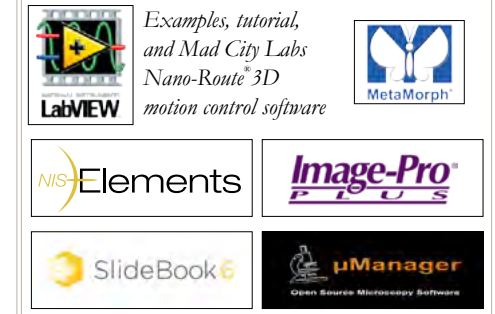 NATIONAL INSTRUMENTS
LabVIEW
Examples, tutorial,
and Mad City Labs
Nano-Route®3D
motion control software
MetaMorph®
NIS Elements
Image-Pro®
PLUS
SlideBook6
µManager
Open Source Microscopy Software